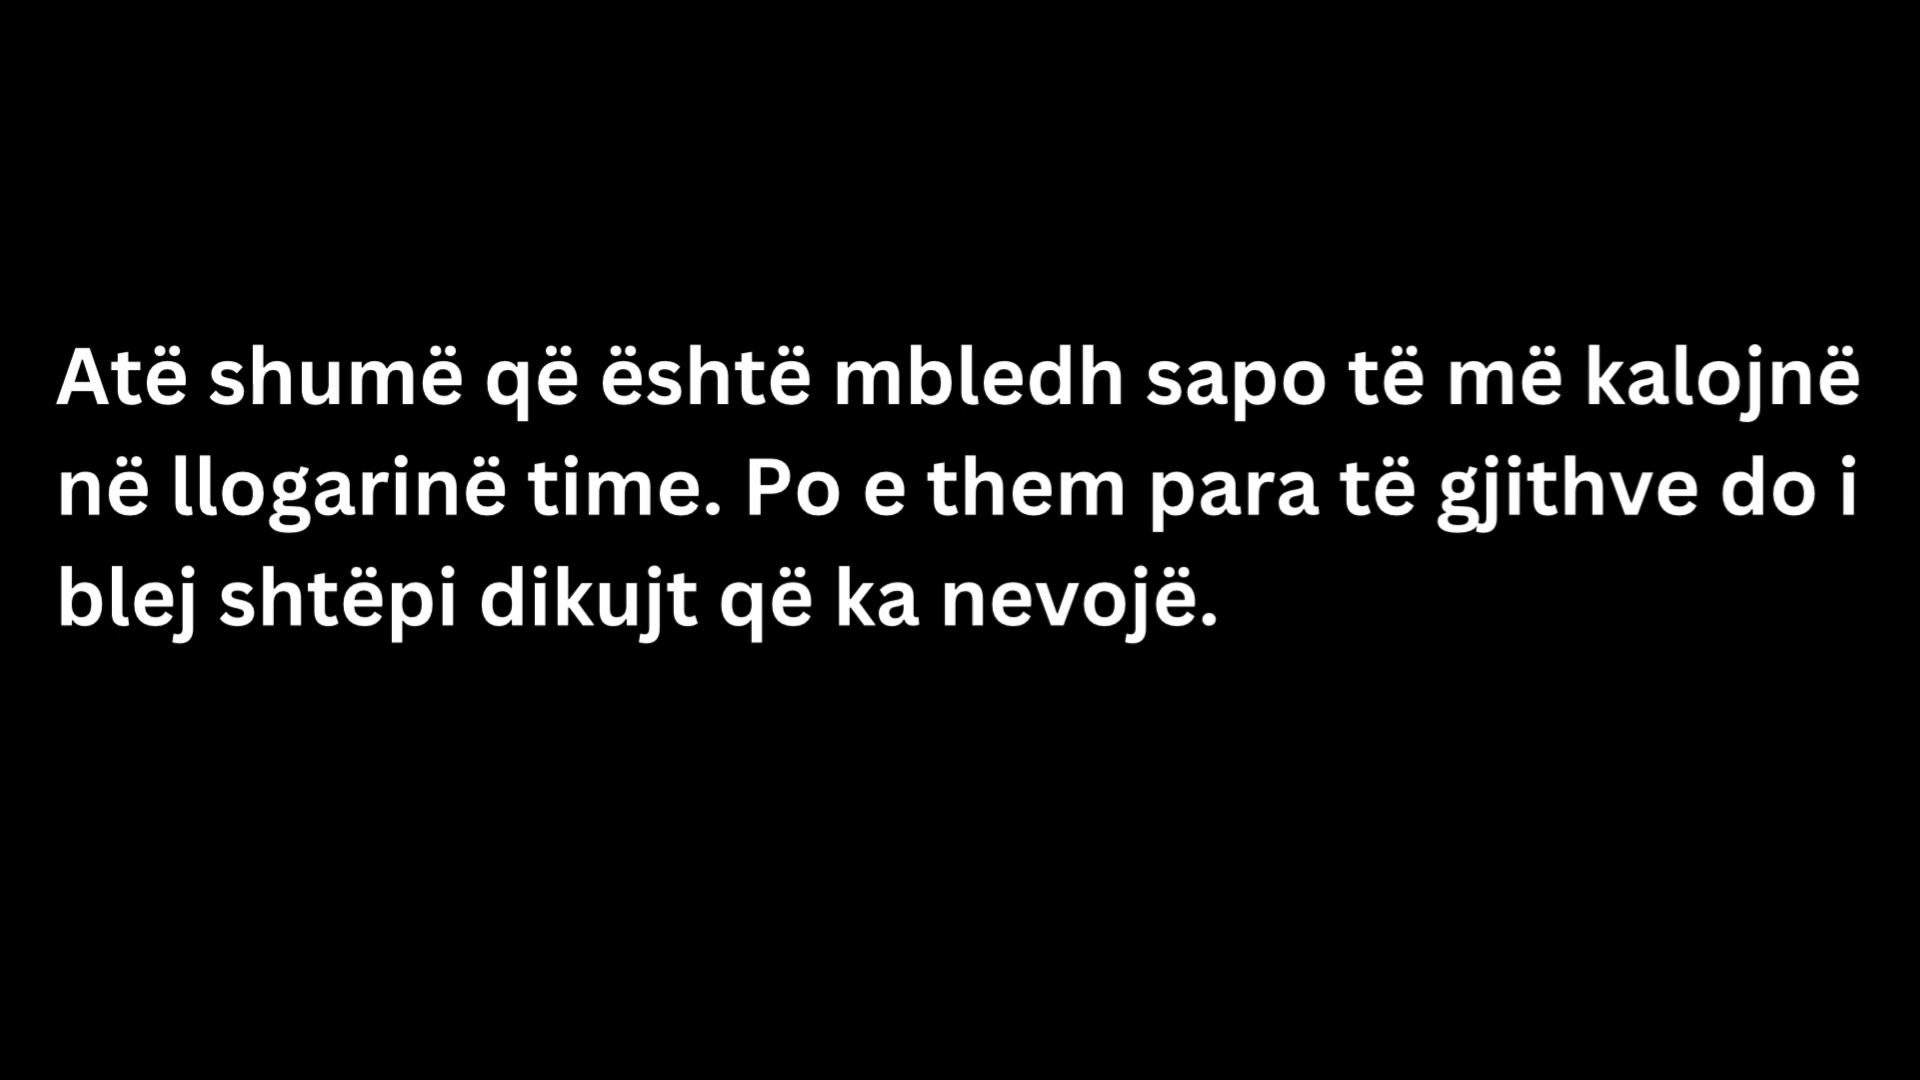 Atë shumë që është mbledh sapo të më kalojnë
në llogarinë time. Po e them para të gjithve do i
blej shtëpi dikujt që ka nevojë.